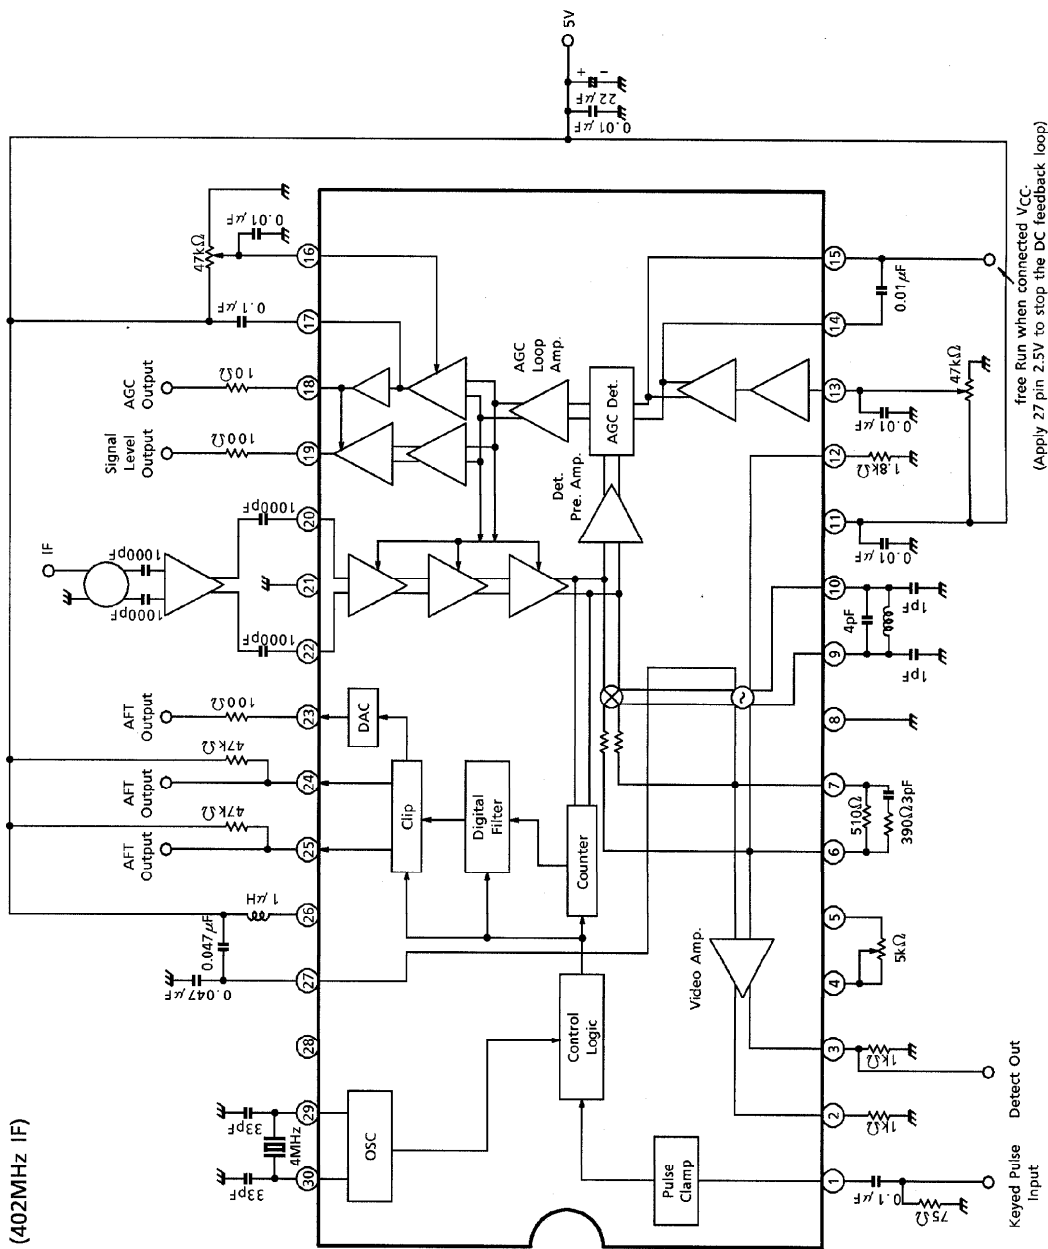 (402MHz IF)
5V
+
−
22μF
0.01μF
free Run when connected VCC.
(Apply 27 pin 2.5V to stop the DC feedback loop)
IF
1000pF
1000pF
1000pF
1000pF
Signal
Level
Output
AGC
Output
AFT
Output
AFT
Output
AFT
Output
47kΩ
0.01μF
0.1μF
10Ω
100Ω
100Ω
47kΩ
47kΩ
1μH
0.047μF
0.047μF
33pF
33pF
4MHz
30
29
28
27
26
25
24
23
22
21
20
19
18
17
16
OSC
Control
Logic
Pulse
Clamp
Counter
Digital
Filter
Clip
DAC
Det.
Pre. Amp.
AGC Det.
AGC
Loop
Amp.
Video Amp.
1
2
3
4
5
6
7
8
9
10
11
12
13
14
15
0.1μF
75Ω
Keyed Pulse
Input
1kΩ
1kΩ
Detect Out
5kΩ
510Ω
390Ω
3pF
1pF
4pF
1pF
0.01μF
1.8kΩ
0.01μF
47kΩ
0.01μF